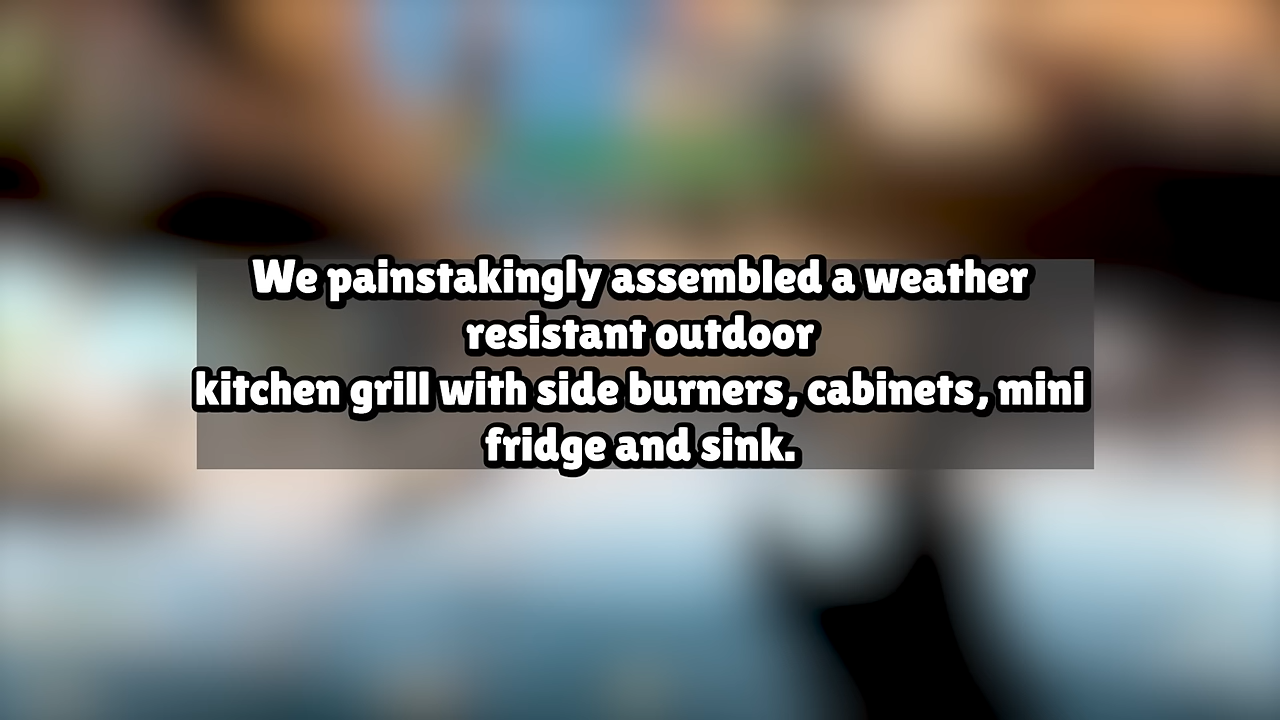 We painstakingly assembled a weather
resistant outdoor
kitchen grill with side burners, cabinets, mini
fridge and sink.